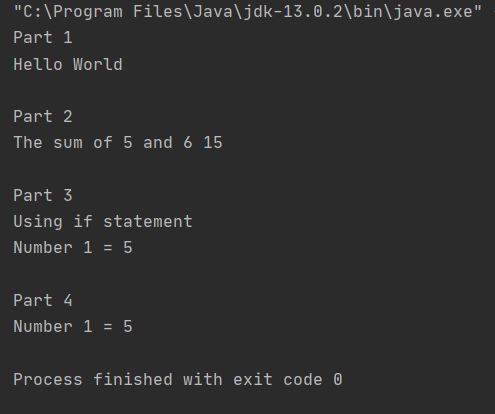 "C:\Program Files\Java\jdk-13.0.2\bin\java.exe"
Part 1
Hello World
Part 2
The sum of 5 and 6 15
Part 3
Using if statement
Number 1 = 5
Part 4
Number 1 = 5
Process finished with exit code 0